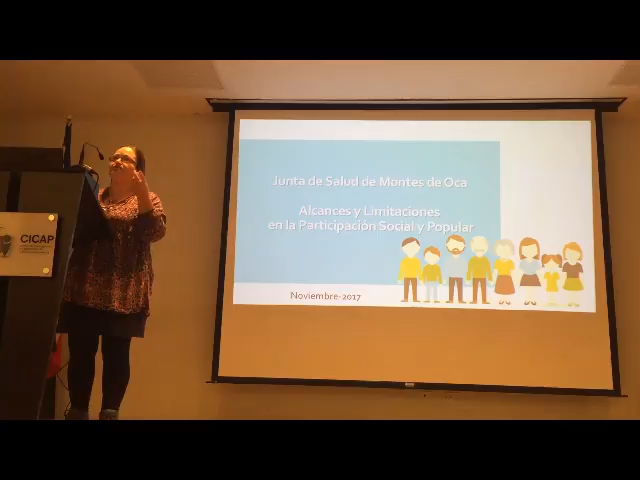 CICAP
Junta de Salud de Montes de Oca
Alcances y Limitaciones
en la Participación Social y Popular
Noviembre-2017